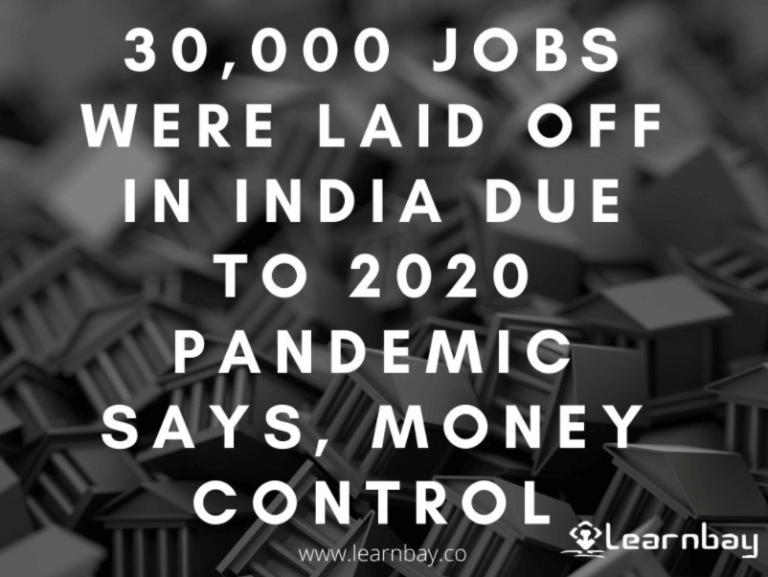 30,000 JOBS
WERE LAID OFF
IN INDIA DUE
TO 2020
PANDEMIC
SAYS, MONEY
CONTROL
Learnbay
www.learnbay.co